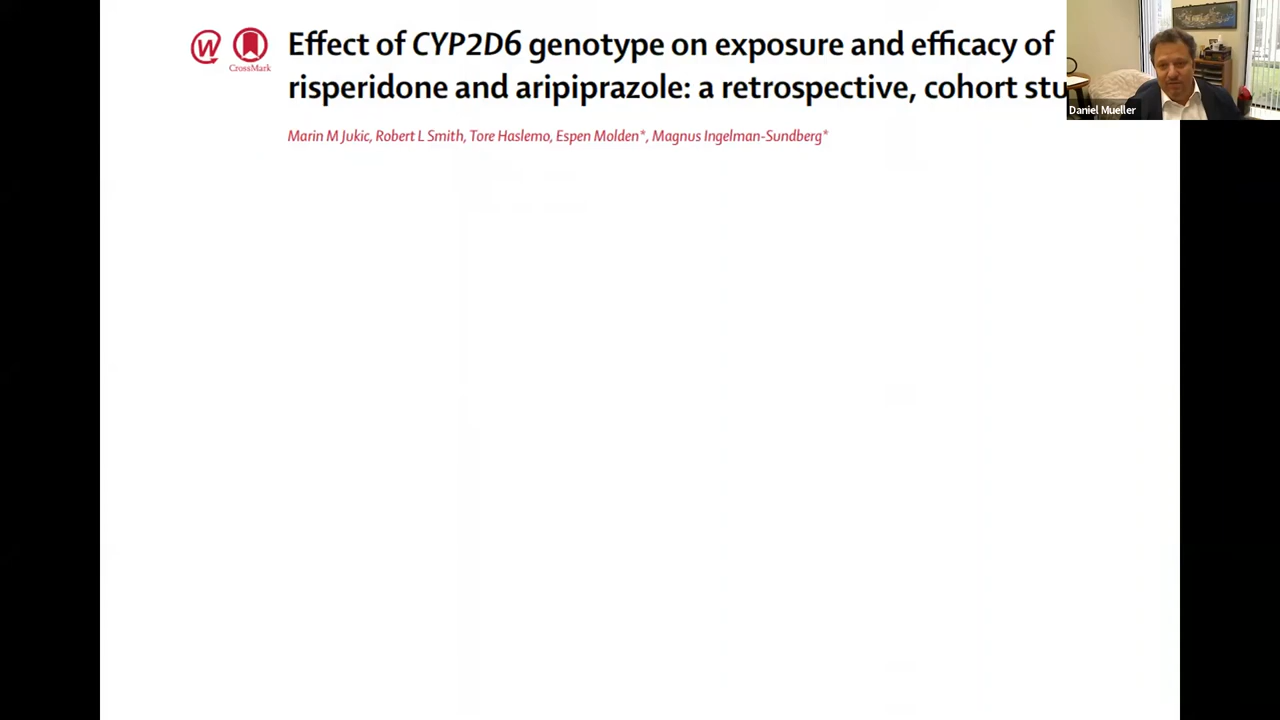 Effect of CYP2D6 genotype on exposure and efficacy of
risperidone and aripiprazole: a retrospective, cohort stu
CrossMark
Marin M Jukic, Robert L Smith, Tore Haslemo, Espen Molden*, Magnus Ingelman-Sundberg*
Daniel Mueller